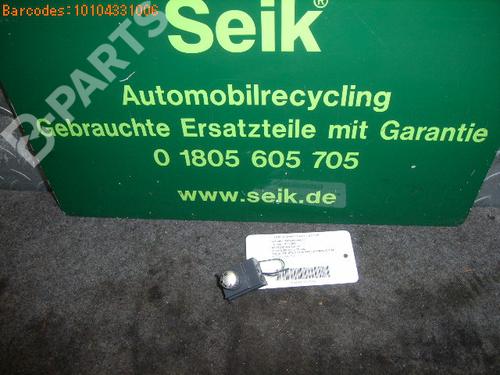 Barcodes: 10104331006
B-PARTS
Seik®
Automobilrecycling
Gebrauchte Ersatzteile mit Garantie
0 1805 605 705
www.seik.de